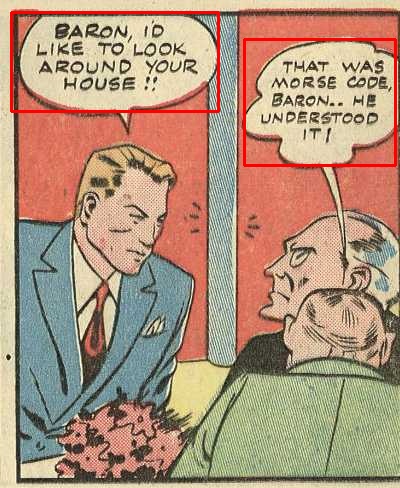 BARON, I'D
LIKE TO LOOK
AROUND YOUR
HOUSE!!
THAT WAS
MORSE CODE,
BARON.. HE
UNDERSTOOD
IT!